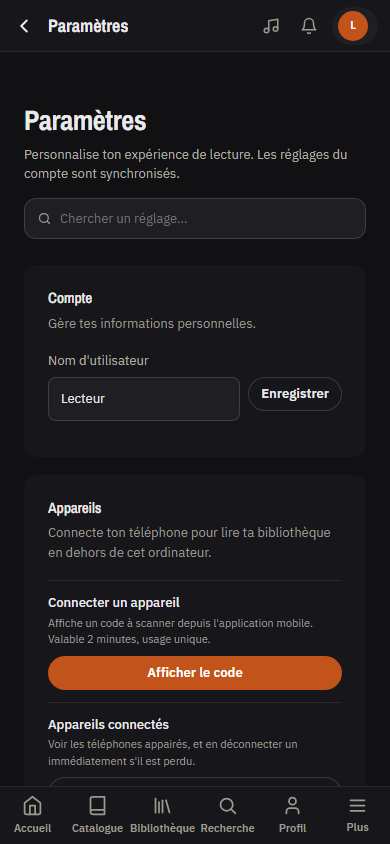 Paramètres
L
Paramètres
Personnalise ton expérience de lecture. Les réglages du
compte sont synchronisés.
Chercher un réglage...
Compte
Gère tes informations personnelles.
Nom d'utilisateur
Lecteur
Enregistrer
Appareils
Connecte ton téléphone pour lire ta bibliothèque
en dehors de cet ordinateur.
Connecter un appareil
Affiche un code à scanner depuis l'application mobile.
Valable 2 minutes, usage unique.
Afficher le code
Appareils connectés
Voir les téléphones appairés, et en déconnecter un
immédiatement s'il est perdu.
Accueil
Catalogue
Bibliothèque
Recherche
Profil
Plus